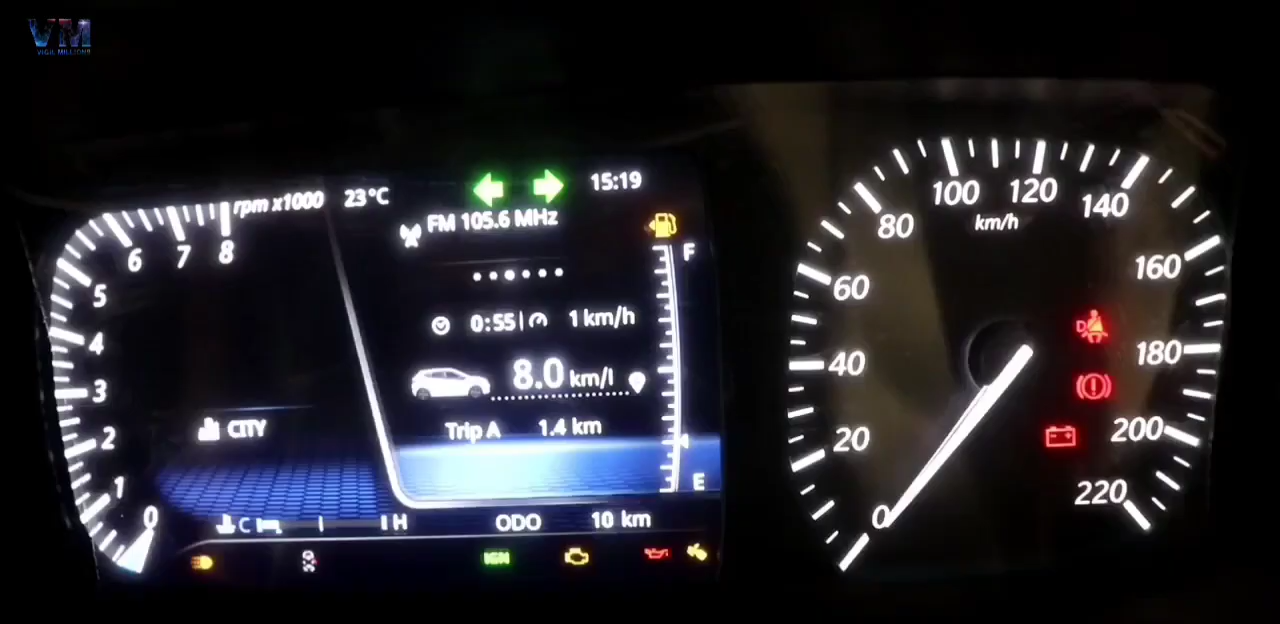 VM
VIGIL MILLIONS
rpm x1000
23°C
15:19
FM 105.6 MHz
8
7
6
5
4
3
2
1
0
F
0:55
1 km/h
8.0 km/l
CITY
Trip A 1.4 km
E
C
H
ODO 10 km
IGN
0
20
40
60
80
100
120
140
160
180
200
220
km/h
D